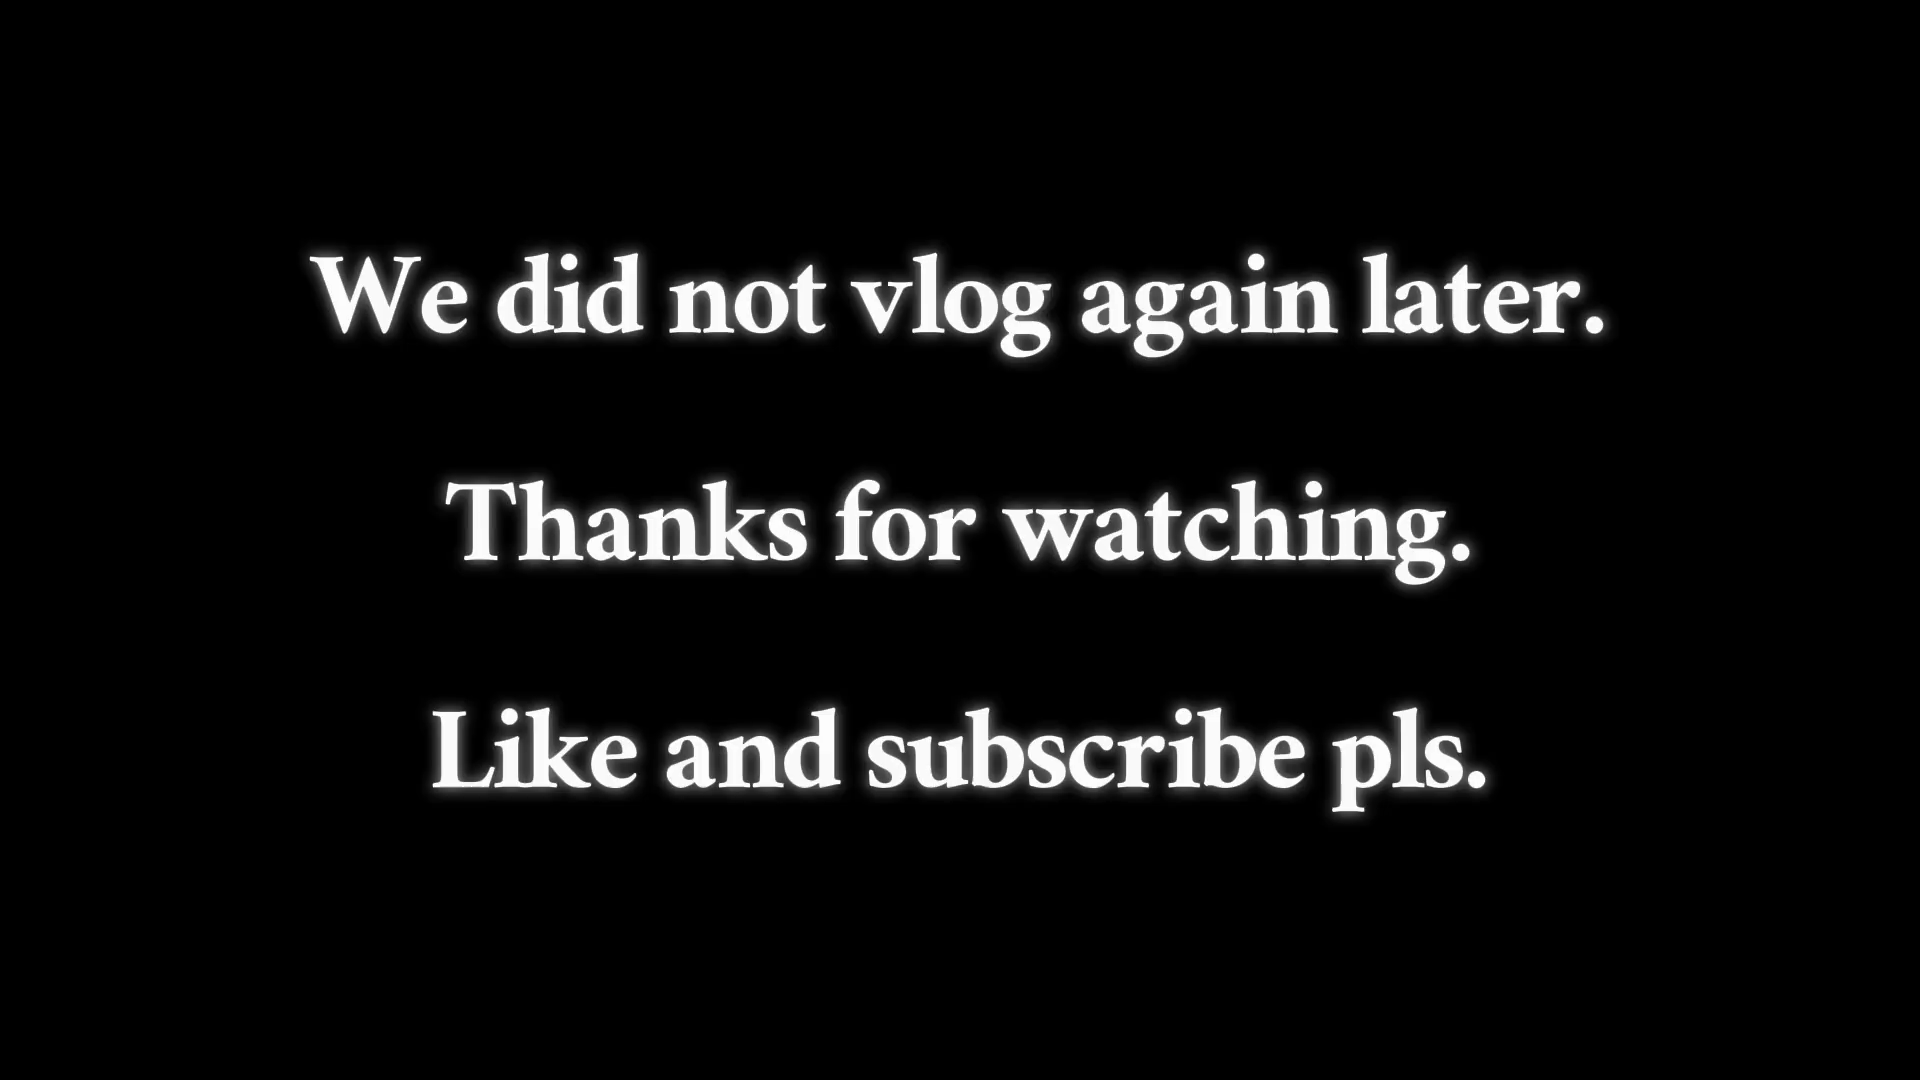 We did not vlog again later.
Thanks for watching.
Like and subscribe pls.